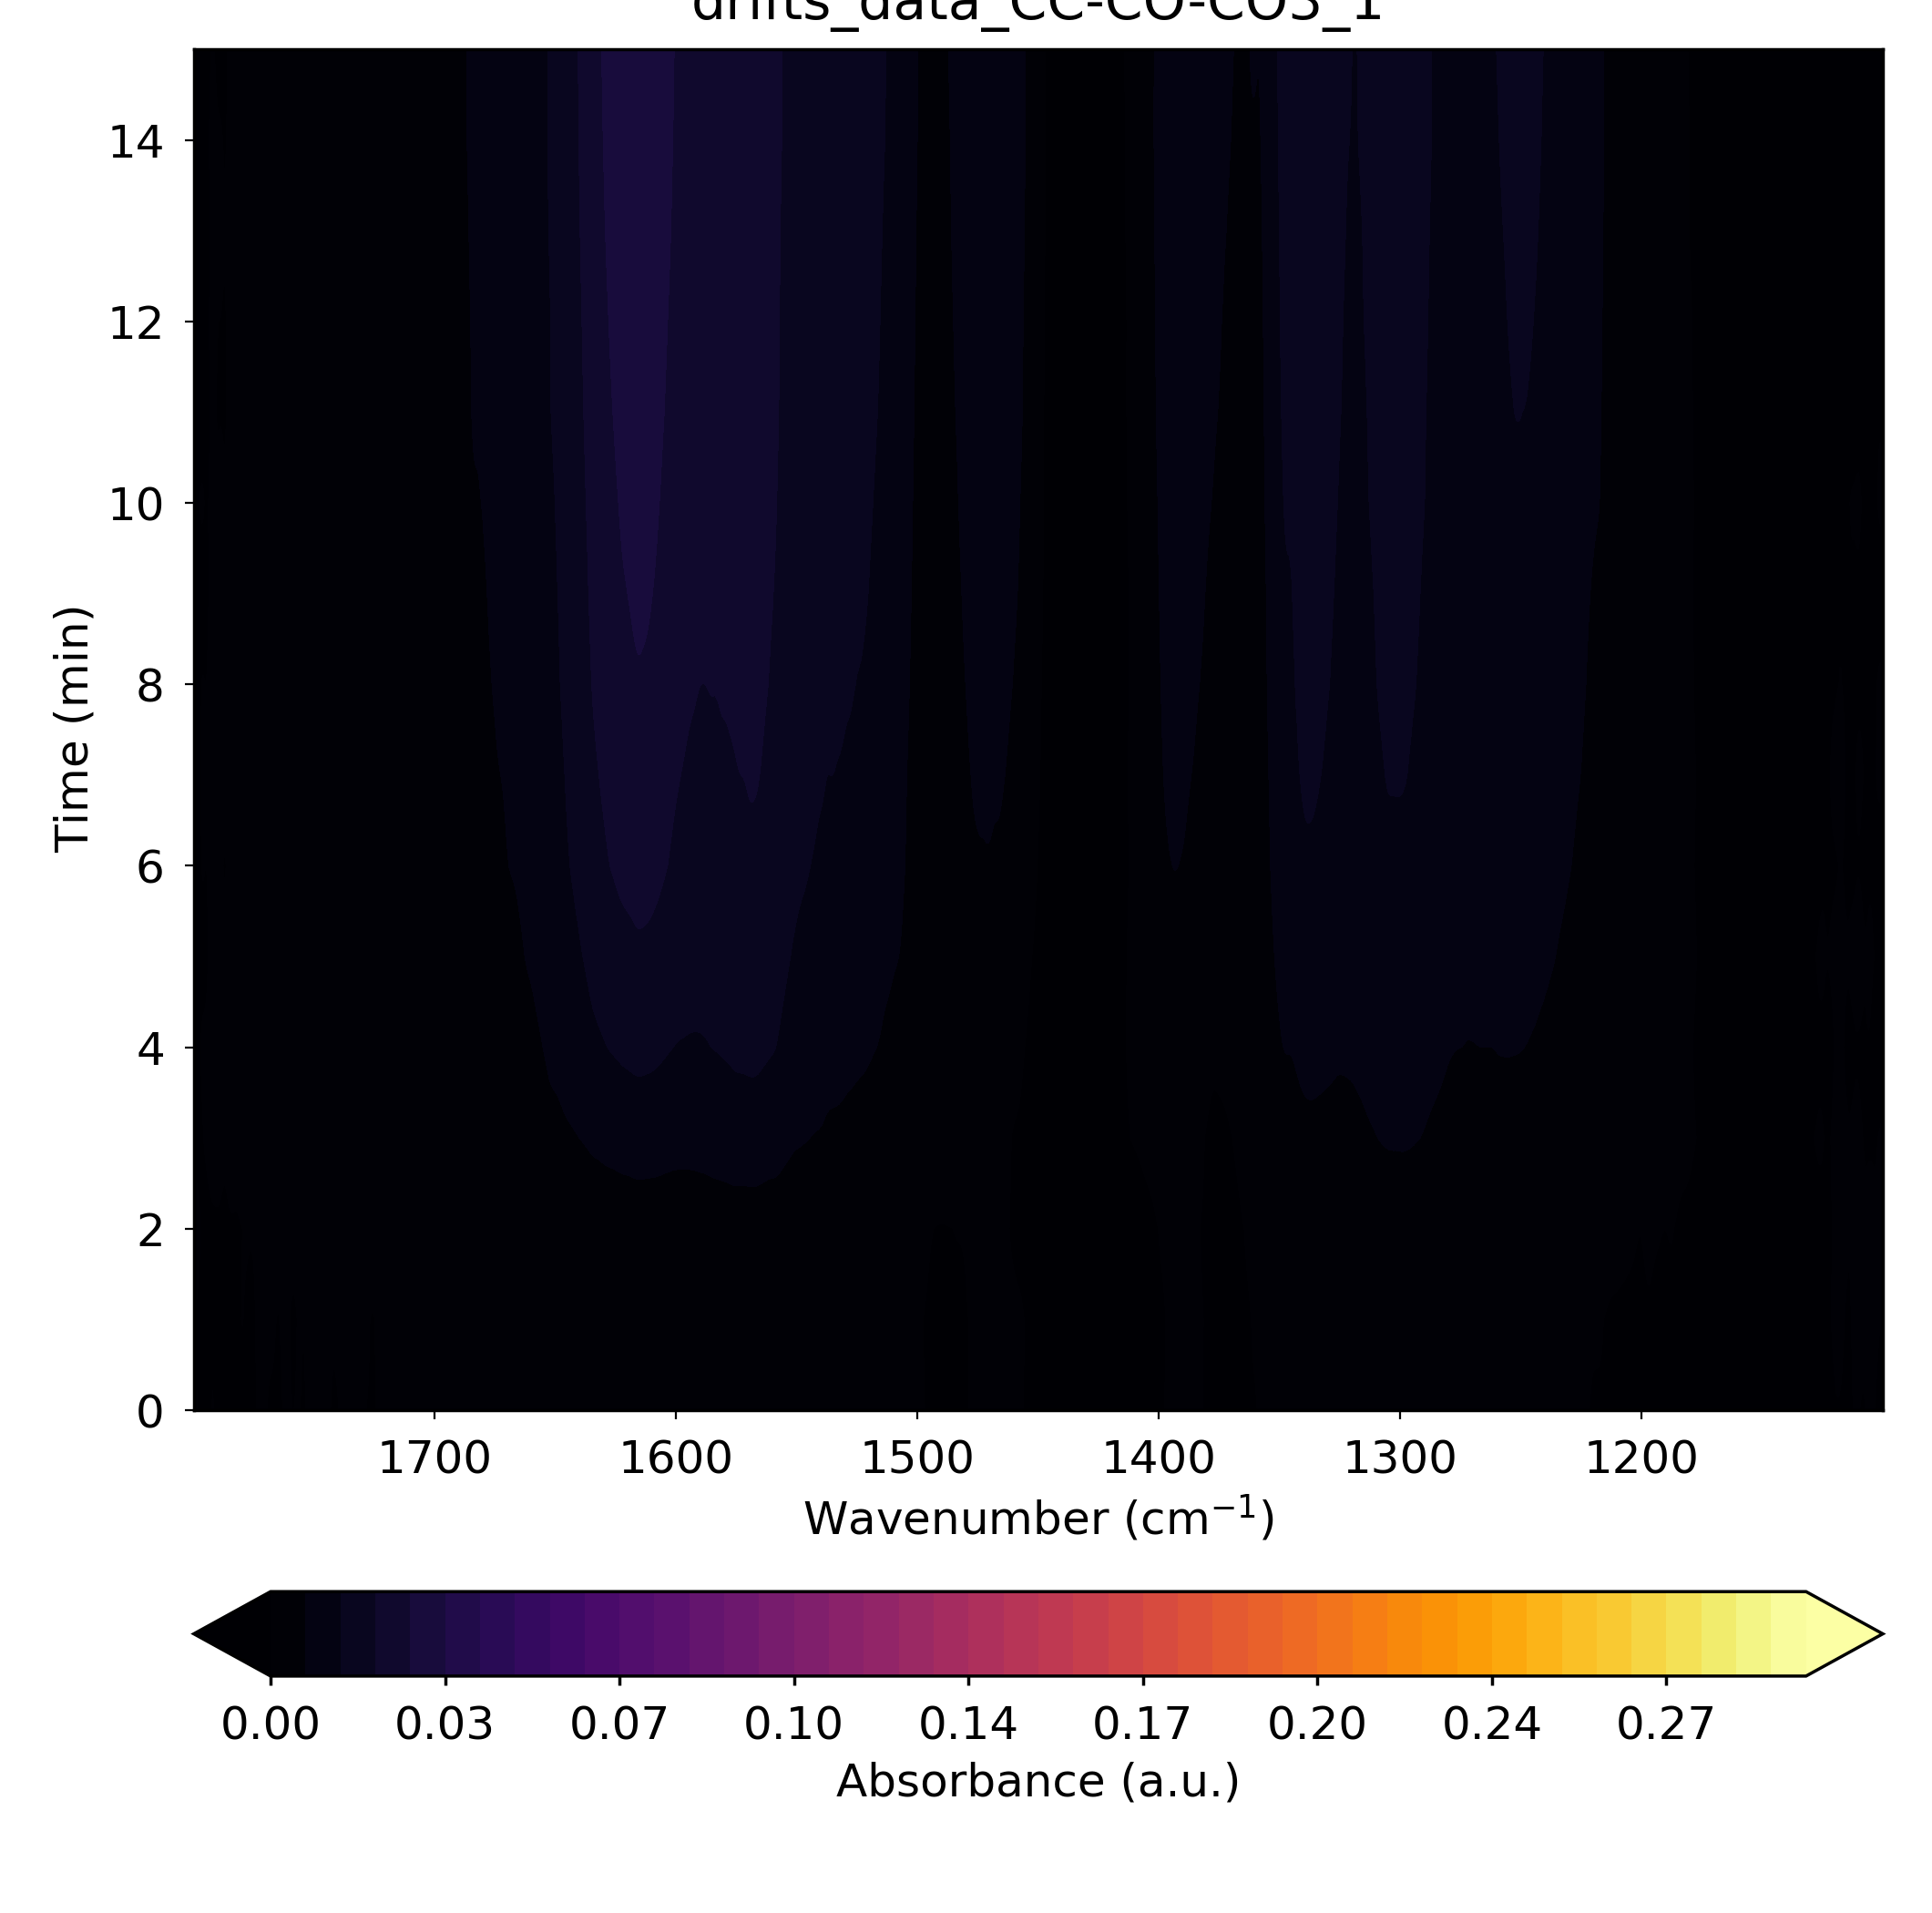 drifts_data_CC-CO-CO3_1
14
12
10
8
6
4
2
0
Time (min)
1700 1600 1500 1400 1300 1200
Wavenumber (cm⁻¹)
0.00 0.03 0.07 0.10 0.14 0.17 0.20 0.24 0.27
Absorbance (a.u.)